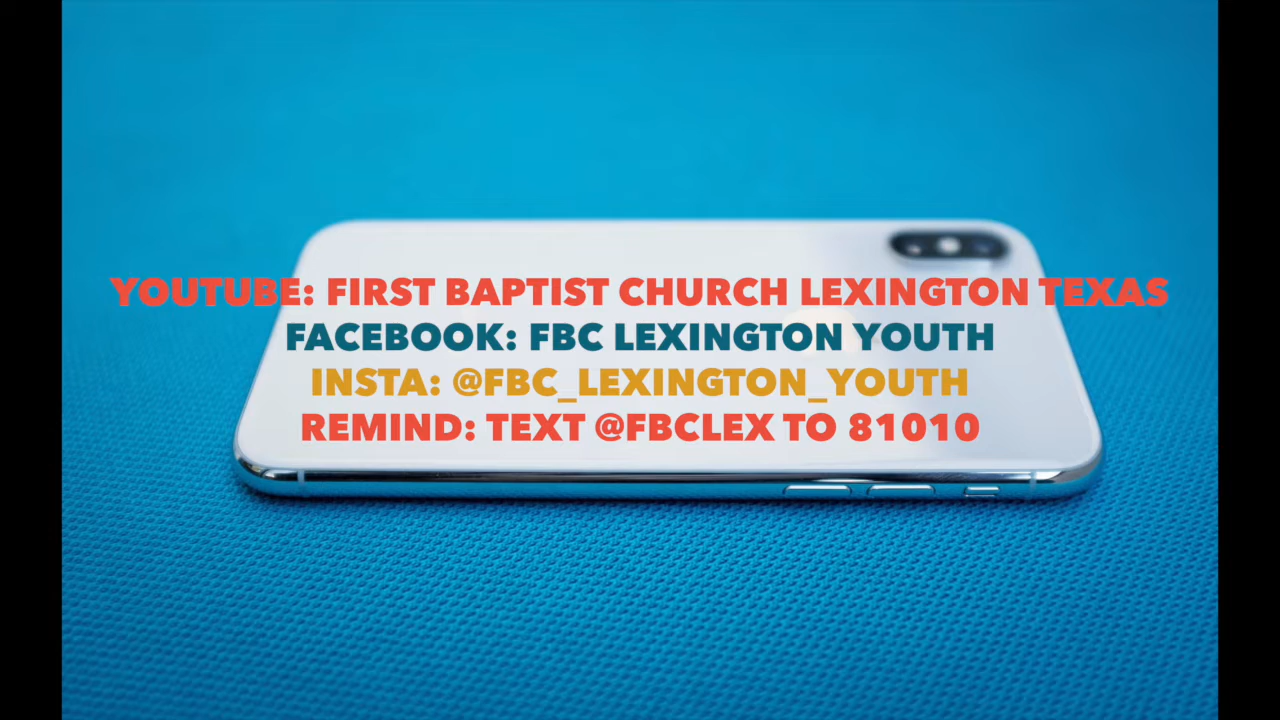 YOUTUBE: FIRST BAPTIST CHURCH LEXINGTON TEXAS
FACEBOOK: FBC LEXINGTON YOUTH
INSTA: @FBC_LEXINGTON_YOUTH
REMIND: TEXT @FBCLEX TO 81010